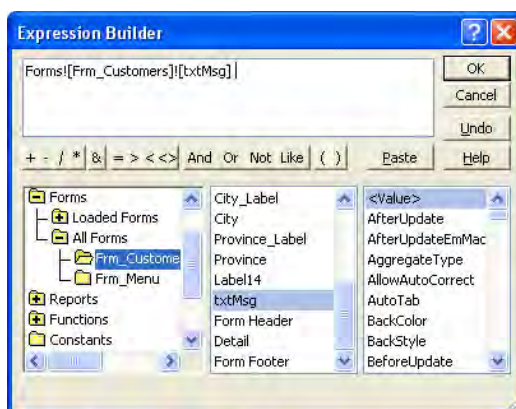 Expression Builder
Forms![Frm_Customers]![txtMsg]
OK
Cancel
Undo
Help
+ - / * & = > < <> And Or Not Like ( ) Paste
Forms
Loaded Forms
All Forms
Frm_Custome
Frm_Menu
Reports
Functions
Constants
City_Label
City
Province_Label
Province
Label14
txtMsg
Form Header
Detail
Form Footer
<Value>
AfterUpdate
AfterUpdateEmMac
AggregateType
AllowAutoCorrect
AutoTab
BackColor
BackStyle
BeforeUpdate